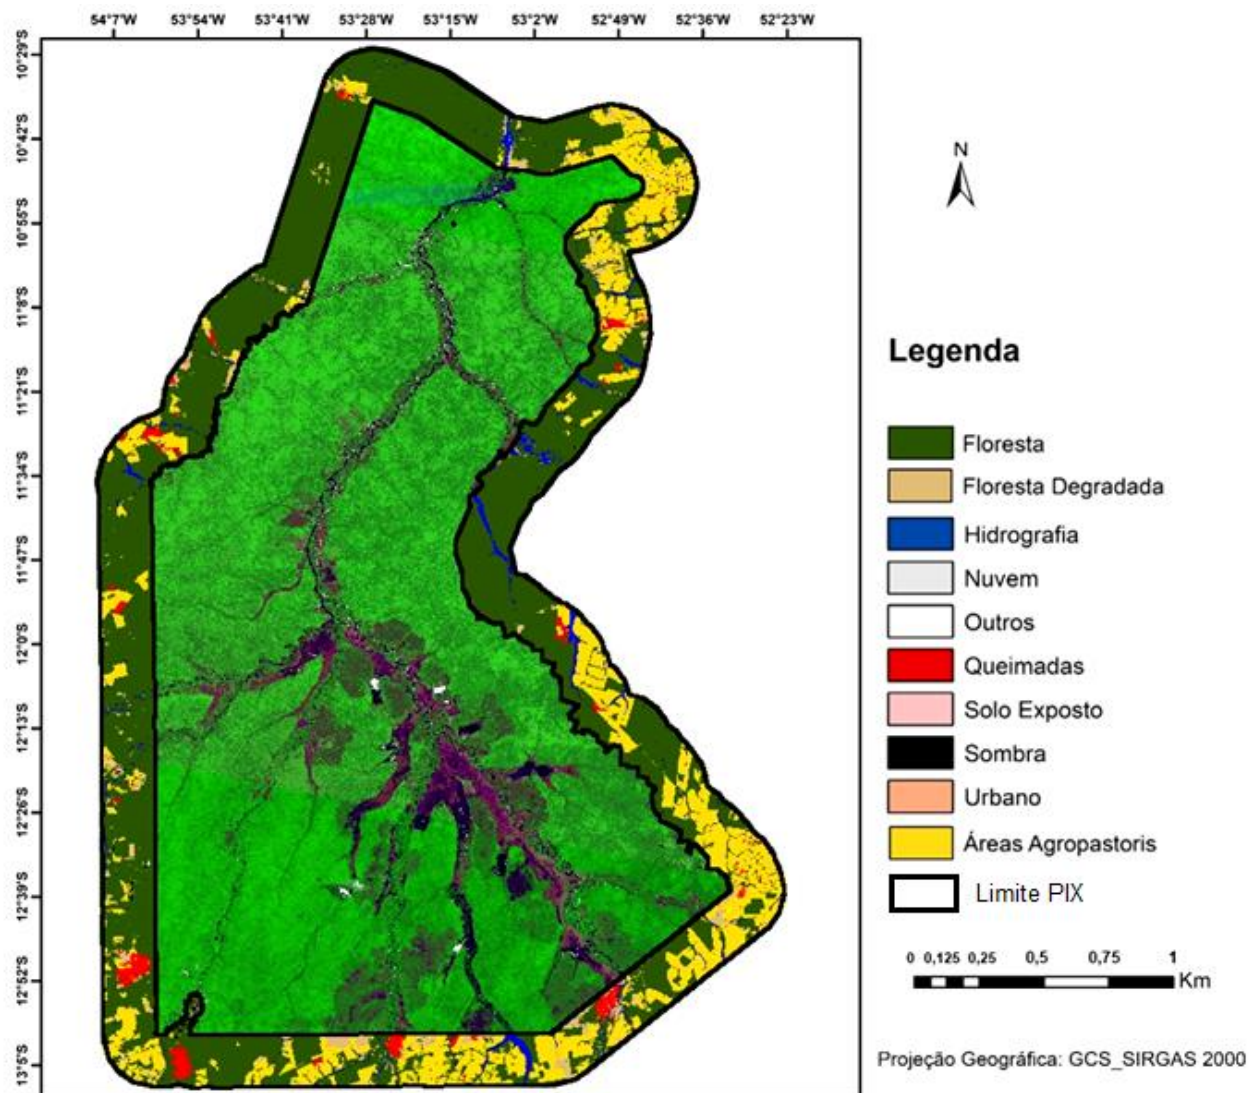 54°7'W 53°54'W 53°41'W 53°28'W 53°15'W 53°2'W 52°49'W 52°36'W 52°23'W
10°29'S
10°42'S
10°55'S
11°8'S
11°21'S
11°34'S
11°47'S
12°0'S
12°13'S
12°26'S
12°39'S
12°52'S
13°5'S
N
Legenda
Floresta
Floresta Degradada
Hidrografia
Nuvem
Outros
Queimadas
Solo Exposto
Sombra
Urbano
Áreas Agropastoris
Limite PIX
0 0,125 0,25 0,5 0,75 1
Km
Projeção Geográfica: GCS_SIRGAS 2000